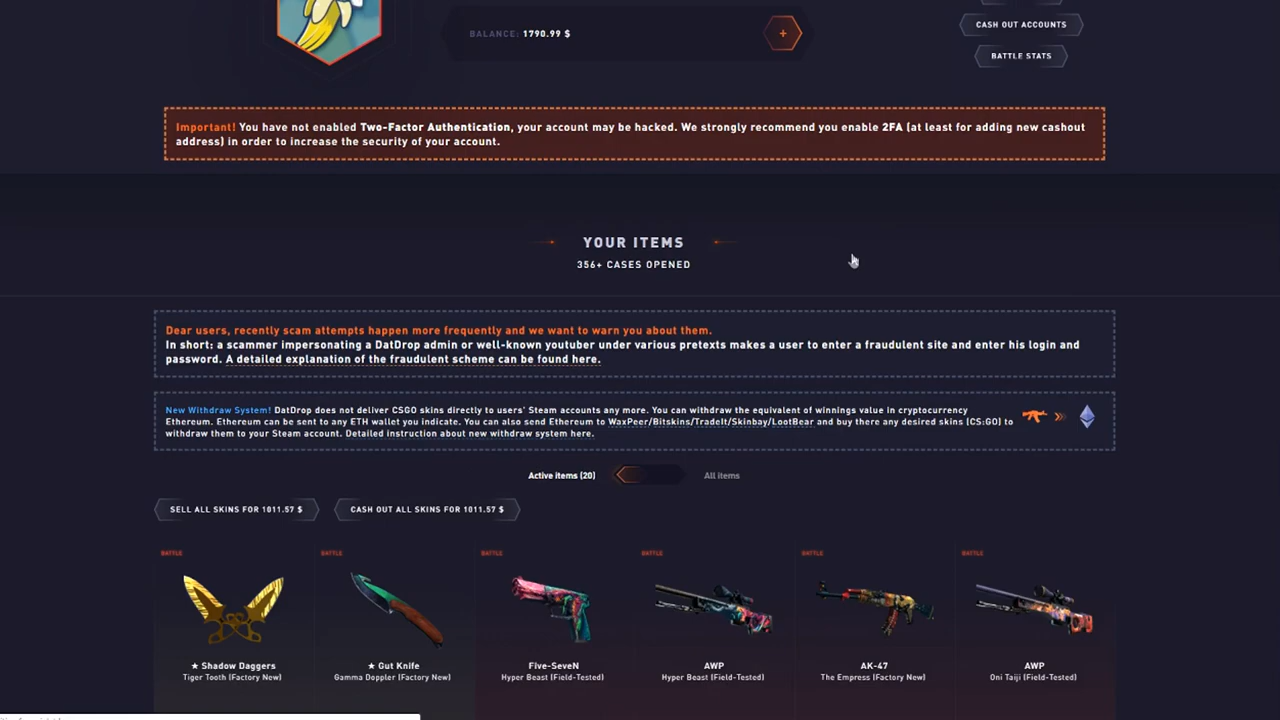 CASH OUT ACCOUNTS
BALANCE: 1790.99 $
+
BATTLE STATS
Important! You have not enabled Two-Factor Authentication, your account may be hacked. We strongly recommend you enable 2FA (at least for adding new cashout
address) in order to increase the security of your account.
YOUR ITEMS
356+ CASES OPENED
Dear users, recently scam attempts happen more frequently and we want to warn you about them.
In short: a scammer impersonating a DatDrop admin or well-known youtuber under various pretexts makes a user to enter a fraudulent site and enter his login and
password. A detailed explanation of the fraudulent scheme can be found here.
New Withdraw System! DatDrop does not deliver CSGO skins directly to users' Steam accounts any more. You can withdraw the equivalent of winnings value in cryptocurrency
Ethereum. Ethereum can be sent to any ETH wallet you indicate. You can also send Ethereum to WaxPeer/Bitskins/TradeIt/Skinbay/LootBear and buy there any desired skins (CS:GO) to
withdraw them to your Steam account. Detailed instruction about new withdraw system here.
Active items (20) All items
SELL ALL SKINS FOR 1011.57 $ CASH OUT ALL SKINS FOR 1011.57 $
BATTLE BATTLE BATTLE BATTLE BATTLE BATTLE
★ Shadow Daggers ★ Gut Knife Five-SeveN AWP AK-47 AWP
Tiger Tooth (Factory New) Gamma Doppler (Factory New) Hyper Beast (Field-Tested) Hyper Beast (Field-Tested) The Empress (Factory New) Oni Taiji (Field-Tested)